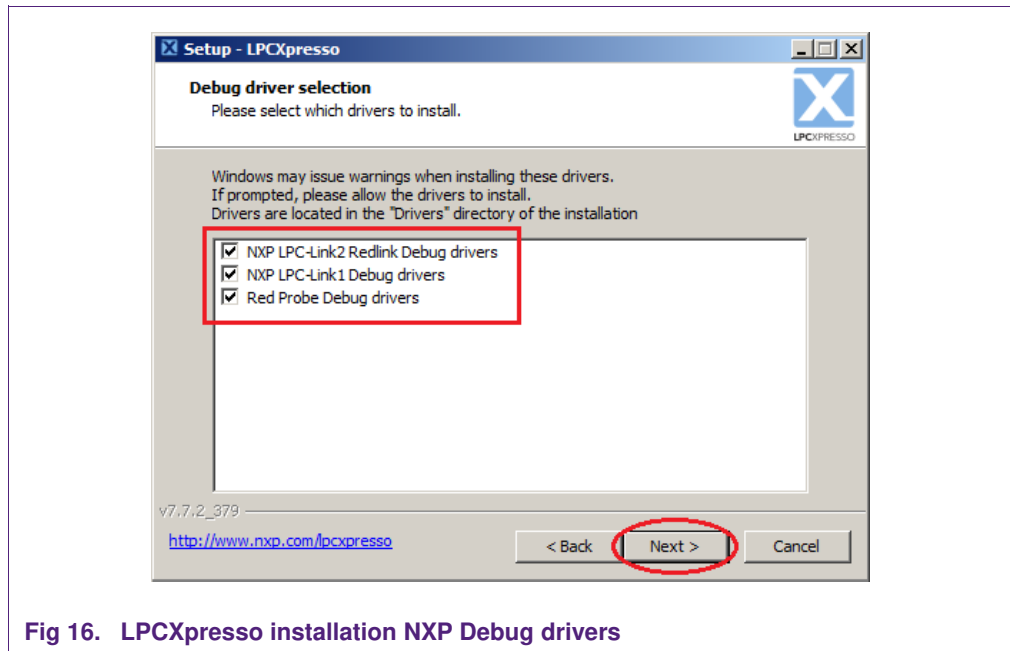 Setup - LPCXpresso
Debug driver selection
Please select which drivers to install.
LPCXPRESSO
Windows may issue warnings when installing these drivers.
If prompted, please allow the drivers to install.
Drivers are located in the "Drivers" directory of the installation
NXP LPC-Link2 Redlink Debug drivers
NXP LPC-Link1 Debug drivers
Red Probe Debug drivers
v7.7.2_379
http://www.nxp.com/lpcxpresso
< Back
Next >
Cancel
Fig 16. LPCXpresso installation NXP Debug drivers